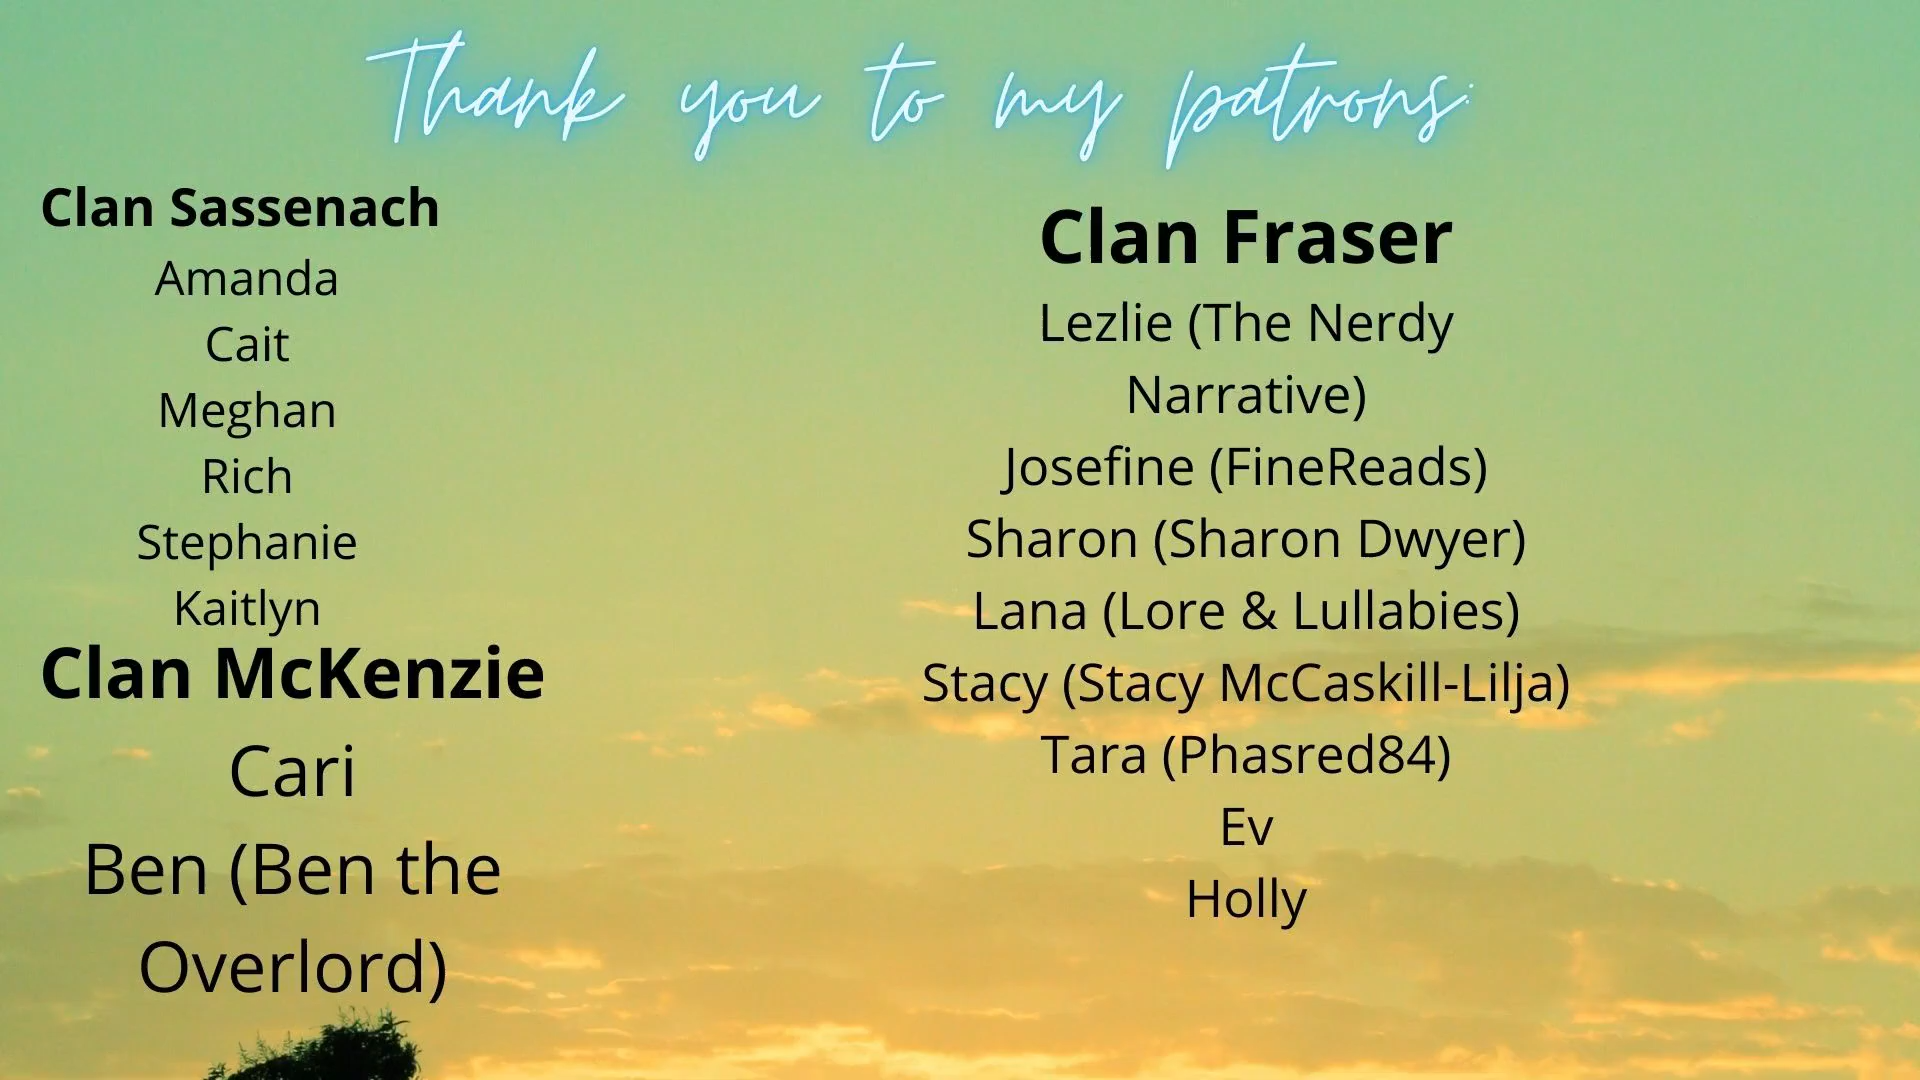 Thank you to my patrons:
Clan Sassenach
Amanda
Cait
Meghan
Rich
Stephanie
Kaitlyn
Clan McKenzie
Cari
Ben (Ben the
Overlord)
Clan Fraser
Lezlie (The Nerdy
Narrative)
Josefine (FineReads)
Sharon (Sharon Dwyer)
Lana (Lore & Lullabies)
Stacy (Stacy McCaskill-Lilja)
Tara (Phasred84)
Ev
Holly